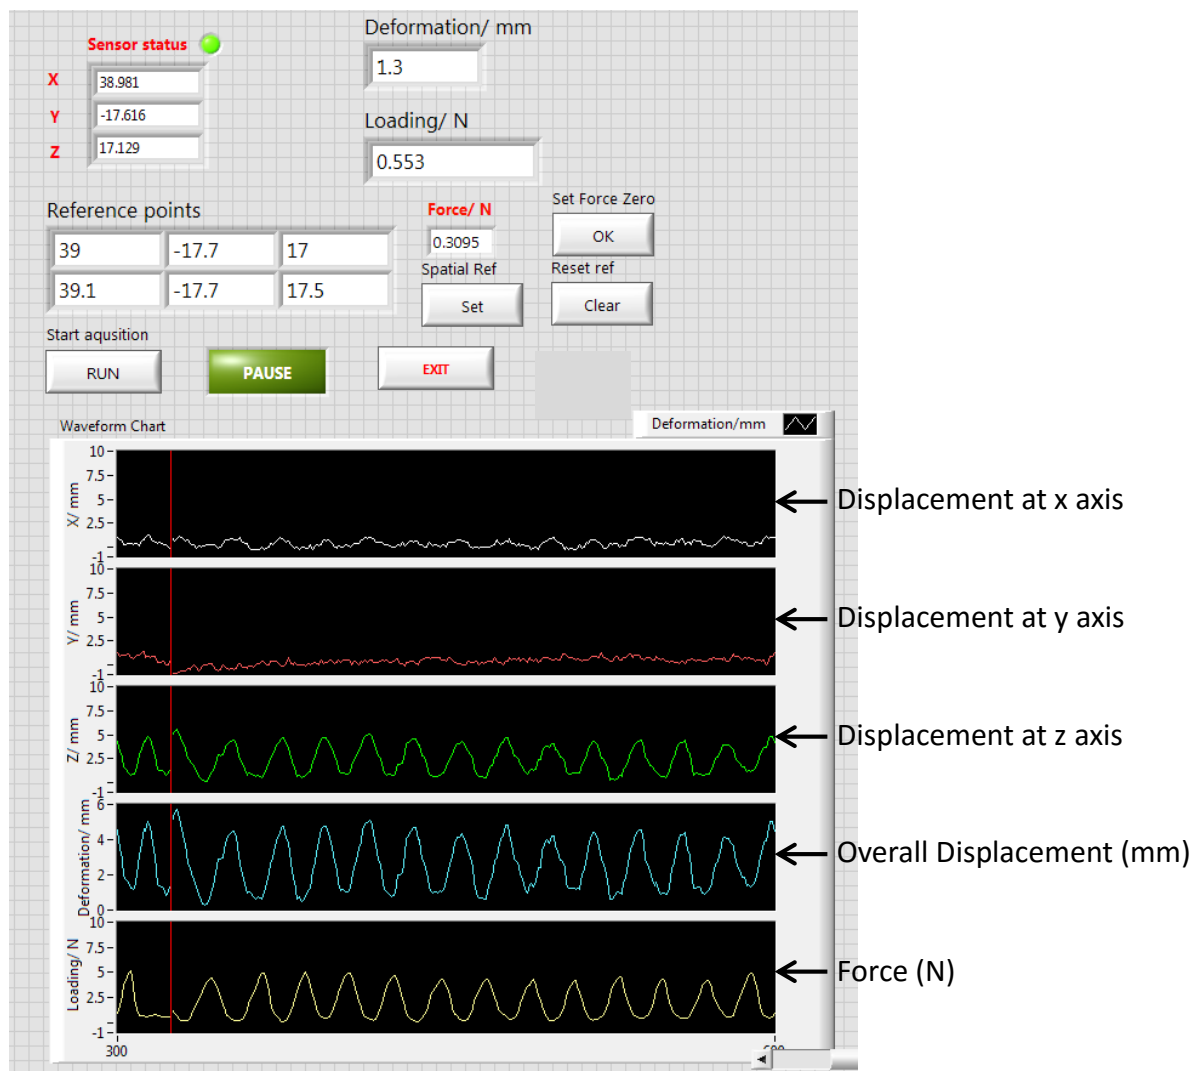 Deformation/ mm
Sensor status
1.3
X
38.981
Y
-17.616
Loading/ N
Z
17.129
0.553
Set Force Zero
Reference points
Force/ N
OK
39
-17.7
17
0.3095
Spatial Ref
Reset ref
39.1
-17.7
17.5
Set
Clear
Start aqusition
RUN
PAUSE
EXIT
Waveform Chart
Deformation/mm
10
7.5
5
2.5
-1
X/ mm
Displacement at x axis
10
7.5
5
2.5
-1
Y/ mm
Displacement at y axis
10
7.5
5
2.5
-1
Z/ mm
Displacement at z axis
6
4
2
0
Deformation/ mm
Overall Displacement (mm)
10
7.5
5
2.5
-1
Loading/ N
Force (N)
300